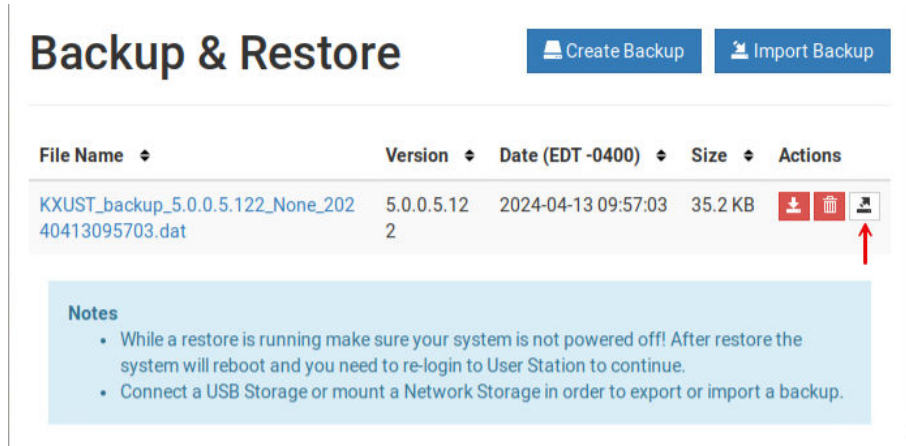 Backup & Restore
Create Backup
Import Backup
File Name Version Date (EDT -0400) Size Actions
KXUST_backup_5.0.0.5.122_None_202 5.0.0.5.12 2024-04-13 09:57:03 35.2 KB
40413095703.dat 2
Notes
• While a restore is running make sure your system is not powered off! After restore the
system will reboot and you need to re-login to User Station to continue.
• Connect a USB Storage or mount a Network Storage in order to export or import a backup.